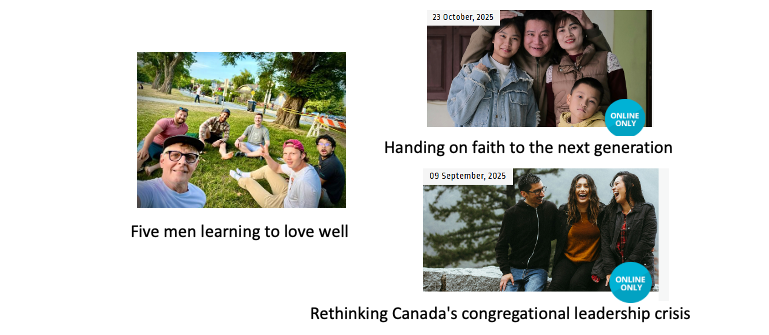 23 October, 2025
ONLINE
ONLY
Handing on faith to the next generation
09 September, 2025
Five men learning to love well
ONLINE
ONLY
Rethinking Canada's congregational leadership crisis